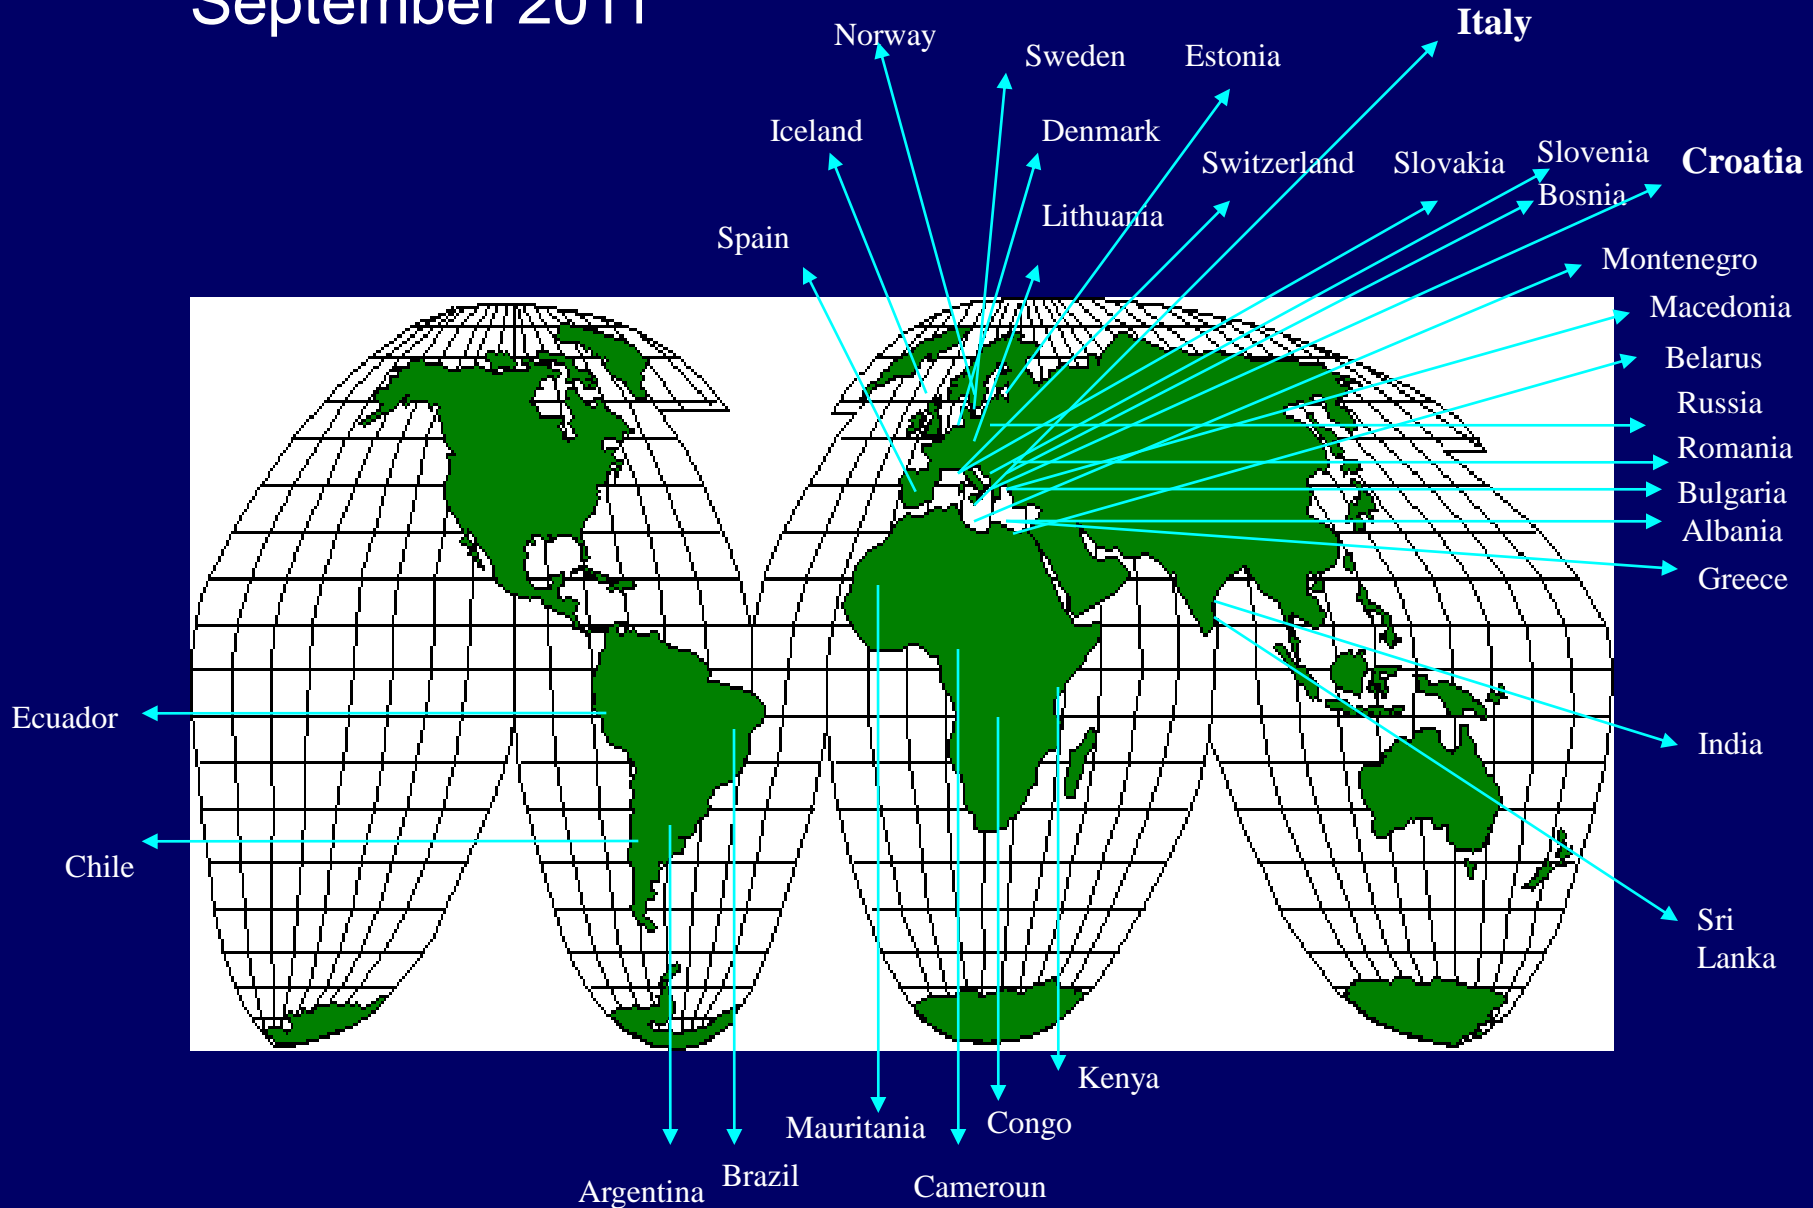 September 2011
Italy
Norway
Sweden
Estonia
Iceland
Denmark
Switzerland
Slovakia
Slovenia
Croatia
Bosnia
Lithuania
Spain
Montenegro
Macedonia
Belarus
Russia
Romania
Bulgaria
Albania
Greece
Ecuador
India
Chile
Sri
Lanka
Kenya
Mauritania
Congo
Brazil
Argentina
Cameroun